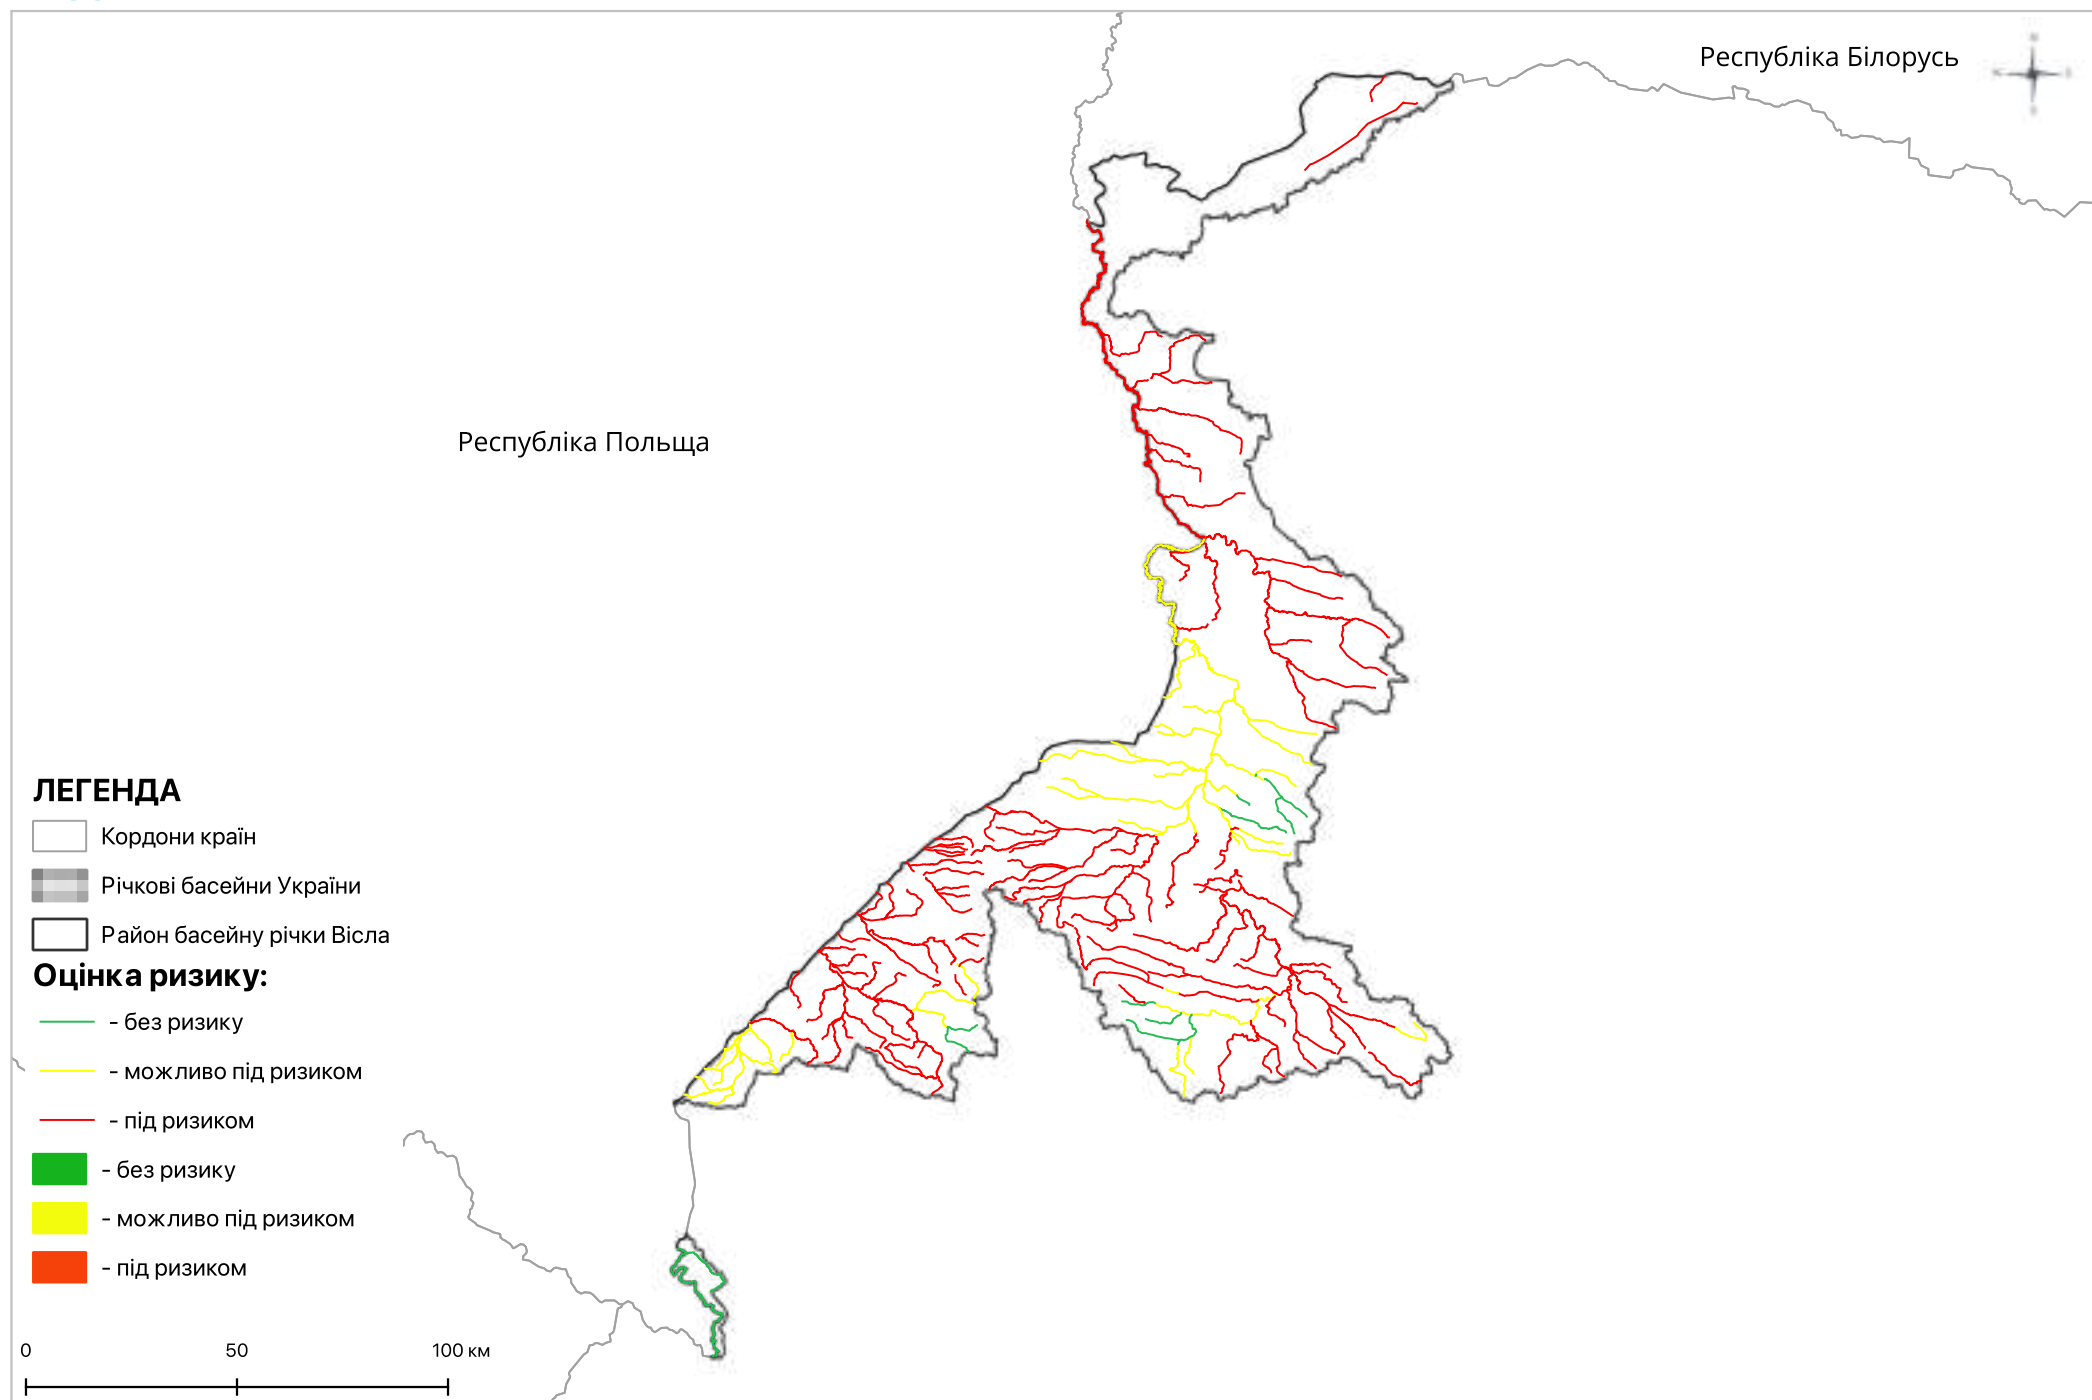 Республіка Білорусь
Республіка Польща
ЛЕГЕНДА
Кордони країн
Річкові басейни України
Район басейну річки Вісла
Оцінка ризику:
- без ризику
- можливо під ризиком
- під ризиком
- без ризику
- можливо під ризиком
- під ризиком
0 50 100 км